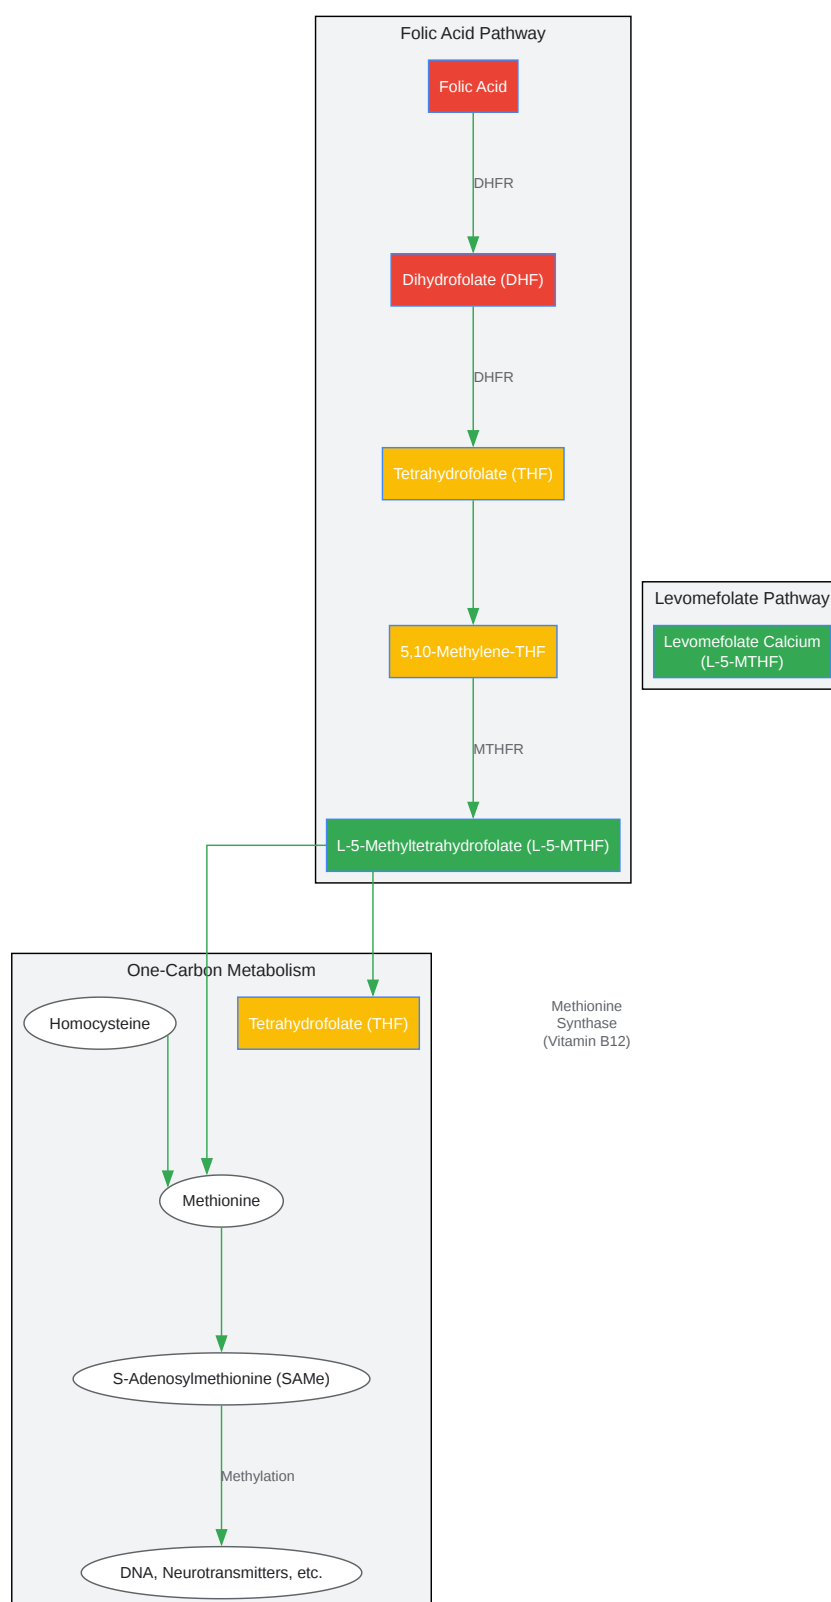 Folic Acid Pathway
Folic Acid
DHFR
Dihydrofolate (DHF)
DHFR
Tetrahydrofolate (THF)
5,10-Methylene-THF
Levomefolate Pathway
Levomefolate Calcium
(L-5-MTHF)
MTHFR
L-5-Methyltetrahydrofolate (L-5-MTHF)
One-Carbon Metabolism
Homocysteine
Tetrahydrofolate (THF)
Methionine
Synthase
(Vitamin B12)
Methionine
S-Adenosylmethionine (SAMe)
Methylation
DNA, Neurotransmitters, etc.